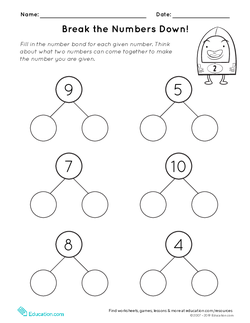 Name: Date:
Break the Numbers Down!
Fill in the number bond for each given number. Think
about what two numbers can come together to make
the number you are given.
2
9 5
7 10
8 4
Education.com
Find worksheets, games, lessons & more at education.com/resources